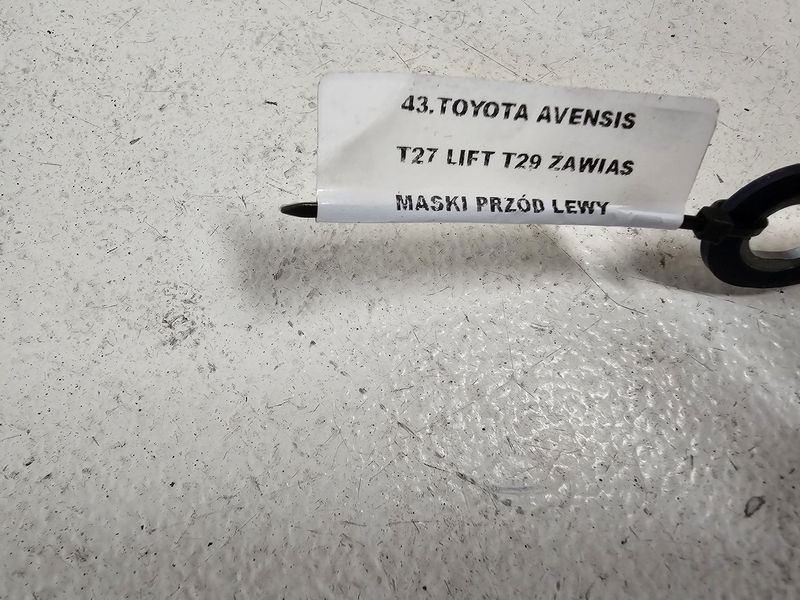 43.TOYOTA AVENSIS
T27 LIFT T29 ZAWIAS
MASKI PRZÓD LEWY